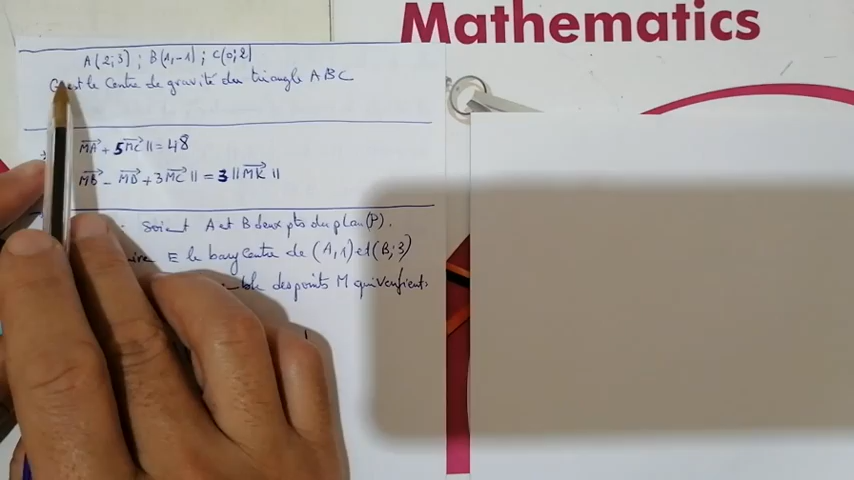 Mathematics
A(2;3) ; B(1,-1) ; C(0;2)
G est le Centre de gravité du triangle ABC
MA + 5MC || = 48
MB - MD + 3MC || = 3 || MK ||
: Soient A et B deux pts du plan (P).
E le barycentre de (A,1) et (B;3)
des points M qui vérifient